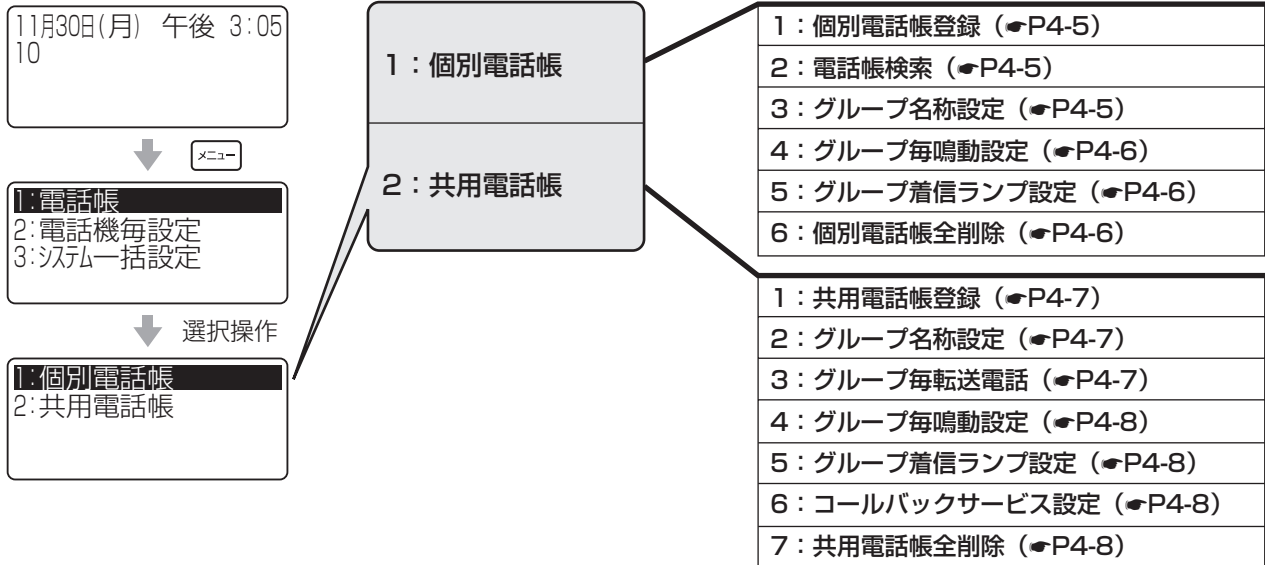 11月30日(月) 午後 3:05
10
メニュー
1:電話帳
2:電話機毎設定
3:システム一括設定
選択操作
1:個別電話帳
2:共用電話帳
1：個別電話帳
2：共用電話帳
1：個別電話帳登録（☛P4-5）
2：電話帳検索（☛P4-5）
3：グループ名称設定（☛P4-5）
4：グループ毎鳴動設定（☛P4-6）
5：グループ着信ランプ設定（☛P4-6）
6：個別電話帳全削除（☛P4-6）
1：共用電話帳登録（☛P4-7）
2：グループ名称設定（☛P4-7）
3：グループ毎転送電話（☛P4-7）
4：グループ毎鳴動設定（☛P4-8）
5：グループ着信ランプ設定（☛P4-8）
6：コールバックサービス設定（☛P4-8）
7：共用電話帳全削除（☛P4-8）